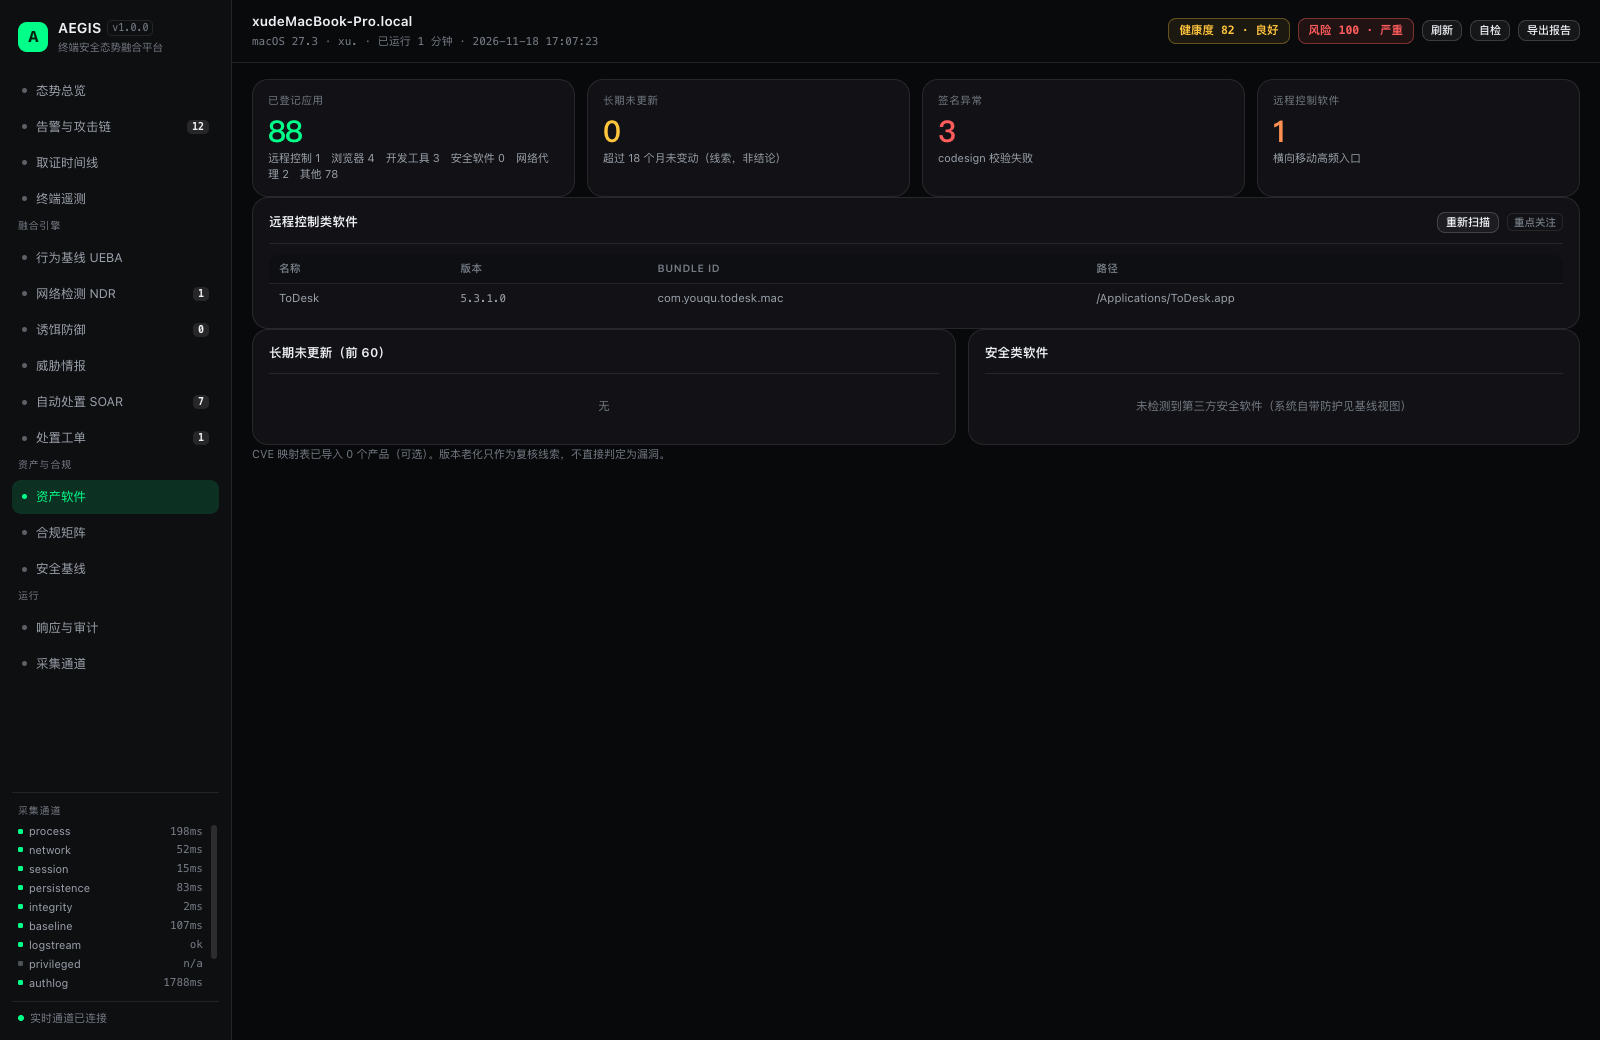 A
AEGIS v1.0.0
终端安全态势融合平台
态势总览
告警与攻击链 12
取证时间线
终端遥测
融合引擎
行为基线 UEBA
网络检测 NDR 1
诱饵防御 0
威胁情报
自动处置 SOAR 7
处置工单 1
资产与合规
资产软件
合规矩阵
安全基线
运行
响应与审计
采集通道
采集通道
process 198ms
network 52ms
session 15ms
persistence 83ms
integrity 2ms
baseline 107ms
logstream ok
privileged n/a
authlog 1788ms
实时通道已连接
xudeMacBook-Pro.local
macOS 27.3 · xu. · 已运行 1 分钟 · 2026-11-18 17:07:23
健康度 82 · 良好 风险 100 · 严重 刷新 自检 导出报告
已登记应用
88
远程控制 1 浏览器 4 开发工具 3 安全软件 0 网络代
理 2 其他 78
长期未更新
0
超过 18 个月未变动（线索，非结论）
签名异常
3
codesign 校验失败
远程控制软件
1
横向移动高频入口
远程控制类软件 重新扫描 重点关注
名称 版本 BUNDLE ID 路径
ToDesk 5.3.1.0 com.youqu.todesk.mac /Applications/ToDesk.app
长期未更新（前 60）
无
安全类软件
未检测到第三方安全软件（系统自带防护见基线视图）
CVE 映射表已导入 0 个产品（可选）。版本老化只作为复核线索，不直接判定为漏洞。